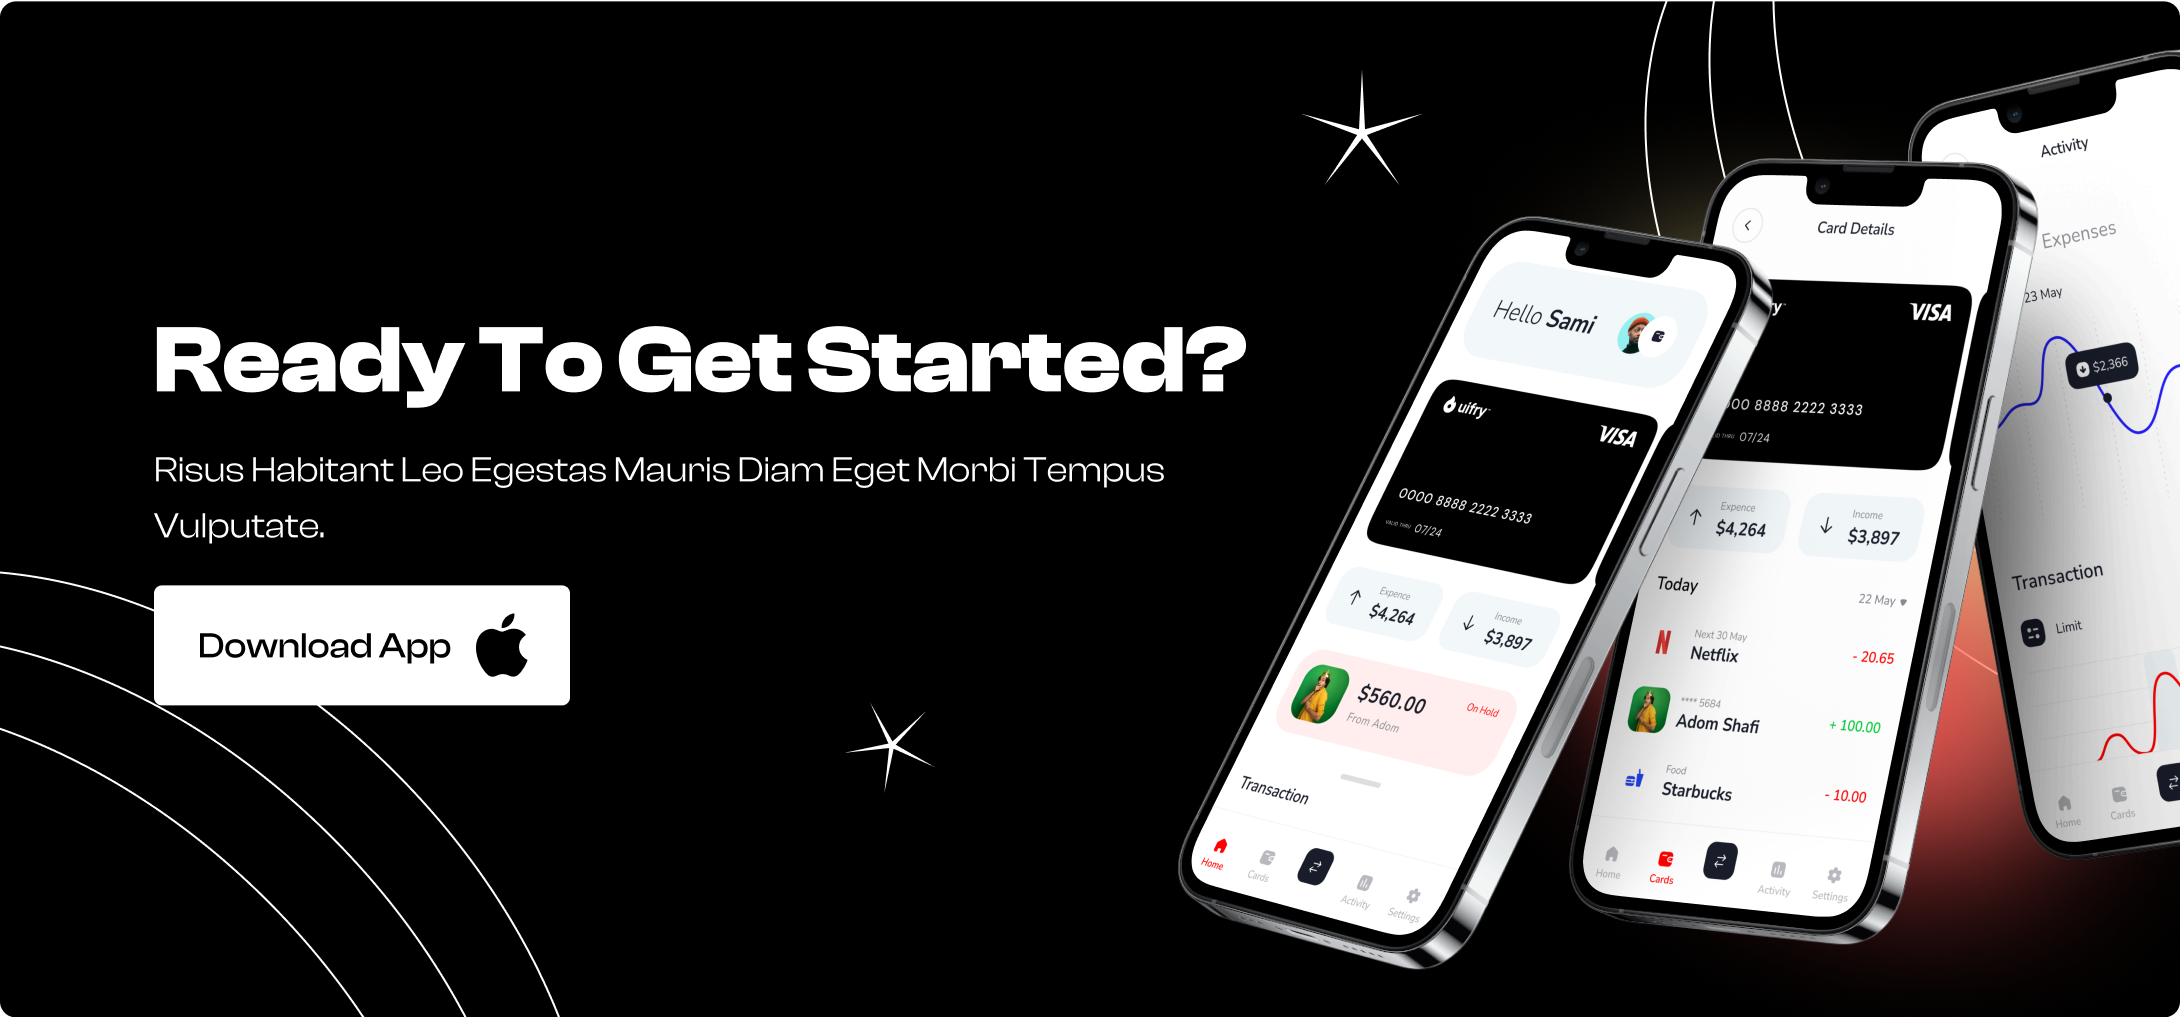 Ready To Get Started?
Risus Habitant Leo Egestas Mauris Diam Eget Morbi Tempus
Vulputate.
Download App
Hello Sami
uifry
VISA
0000 8888 2222 3333
VALID THRU 07/24
Expence
$4,264
Income
$3,897
$560.00
From Adom
On Hold
Transaction
Home
Cards
Activity
Settings
Card Details
ry
VISA
00 8888 2222 3333
07/24
Expence
$4,264
Income
$3,897
Today
22 May
Next 30 May
Netflix
- 20.65
**** 5684
Adom Shafi
+ 100.00
Food
Starbucks
- 10.00
Home
Cards
Activity
Settings
Activity
Expenses
23 May
$2,366
Transaction
Limit
Home
Cards